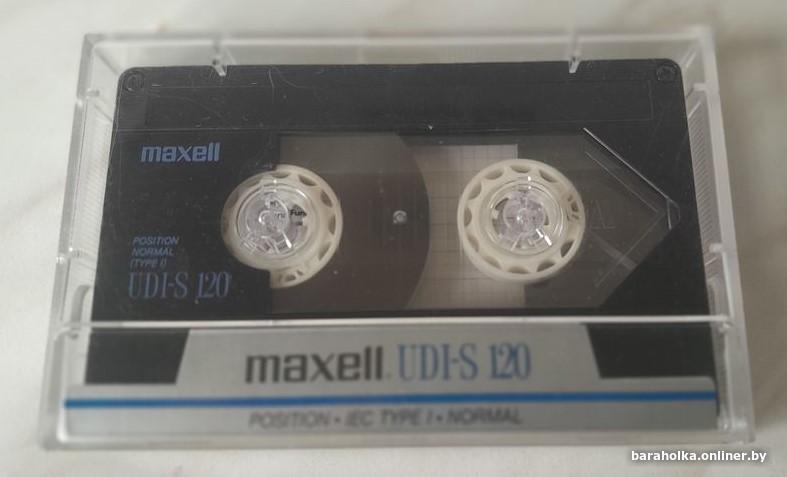 maxell
POSITION
NORMAL
(TYPE I)
UDI-S 120
maxell UDI-S 120
POSITION • IEC TYPE I • NORMAL
baraholka.onliner.by